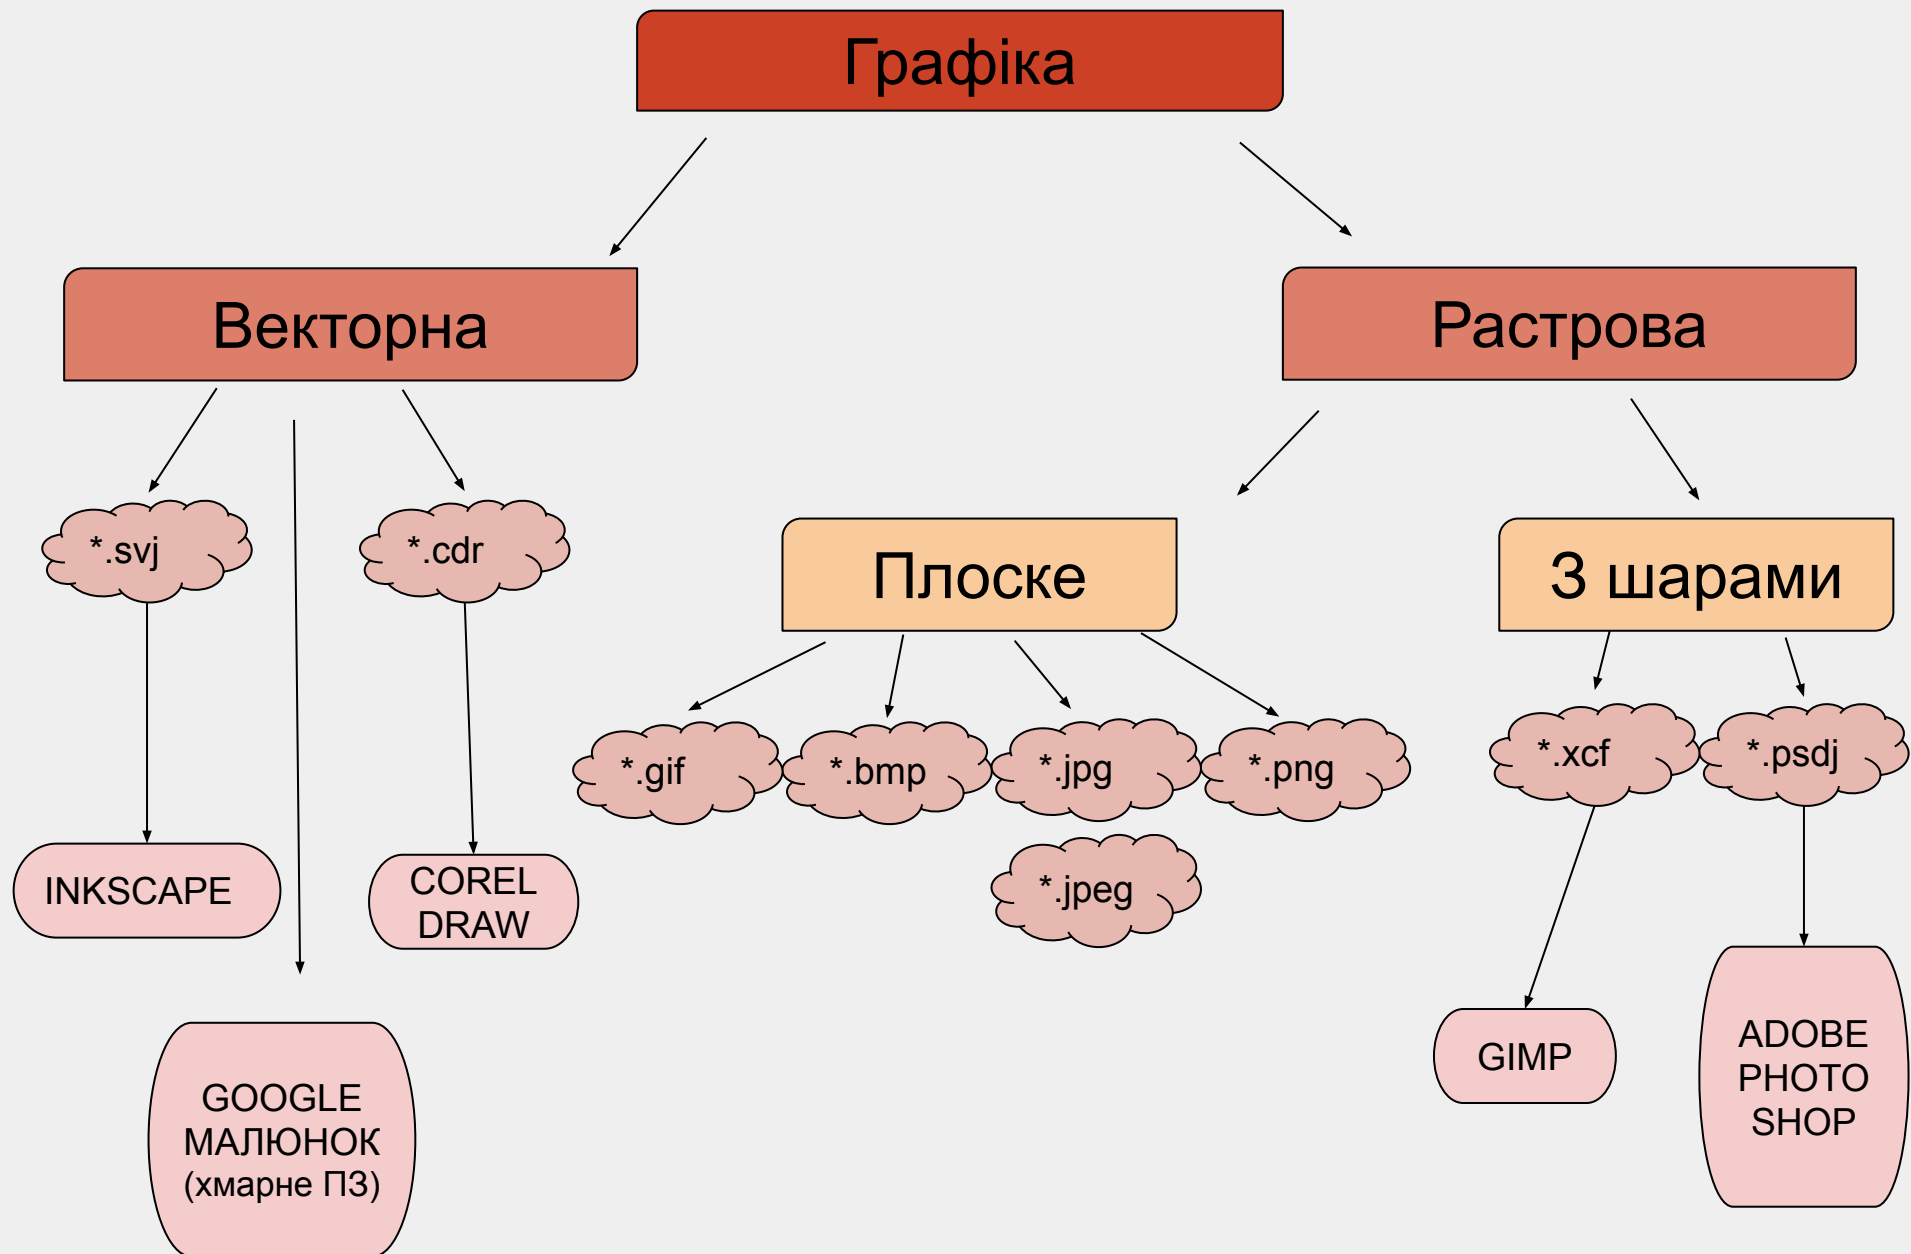 Графіка
Векторна
Растрова
*.svj
*.cdr
Плоске
З шарами
*.gif
*.bmp
*.jpg
*.png
*.xcf
*.psdj
*.jpeg
INKSCAPE
COREL
DRAW
GOOGLE
МАЛЮНОК
(хмарне ПЗ)
GIMP
ADOBE
PHOTO
SHOP